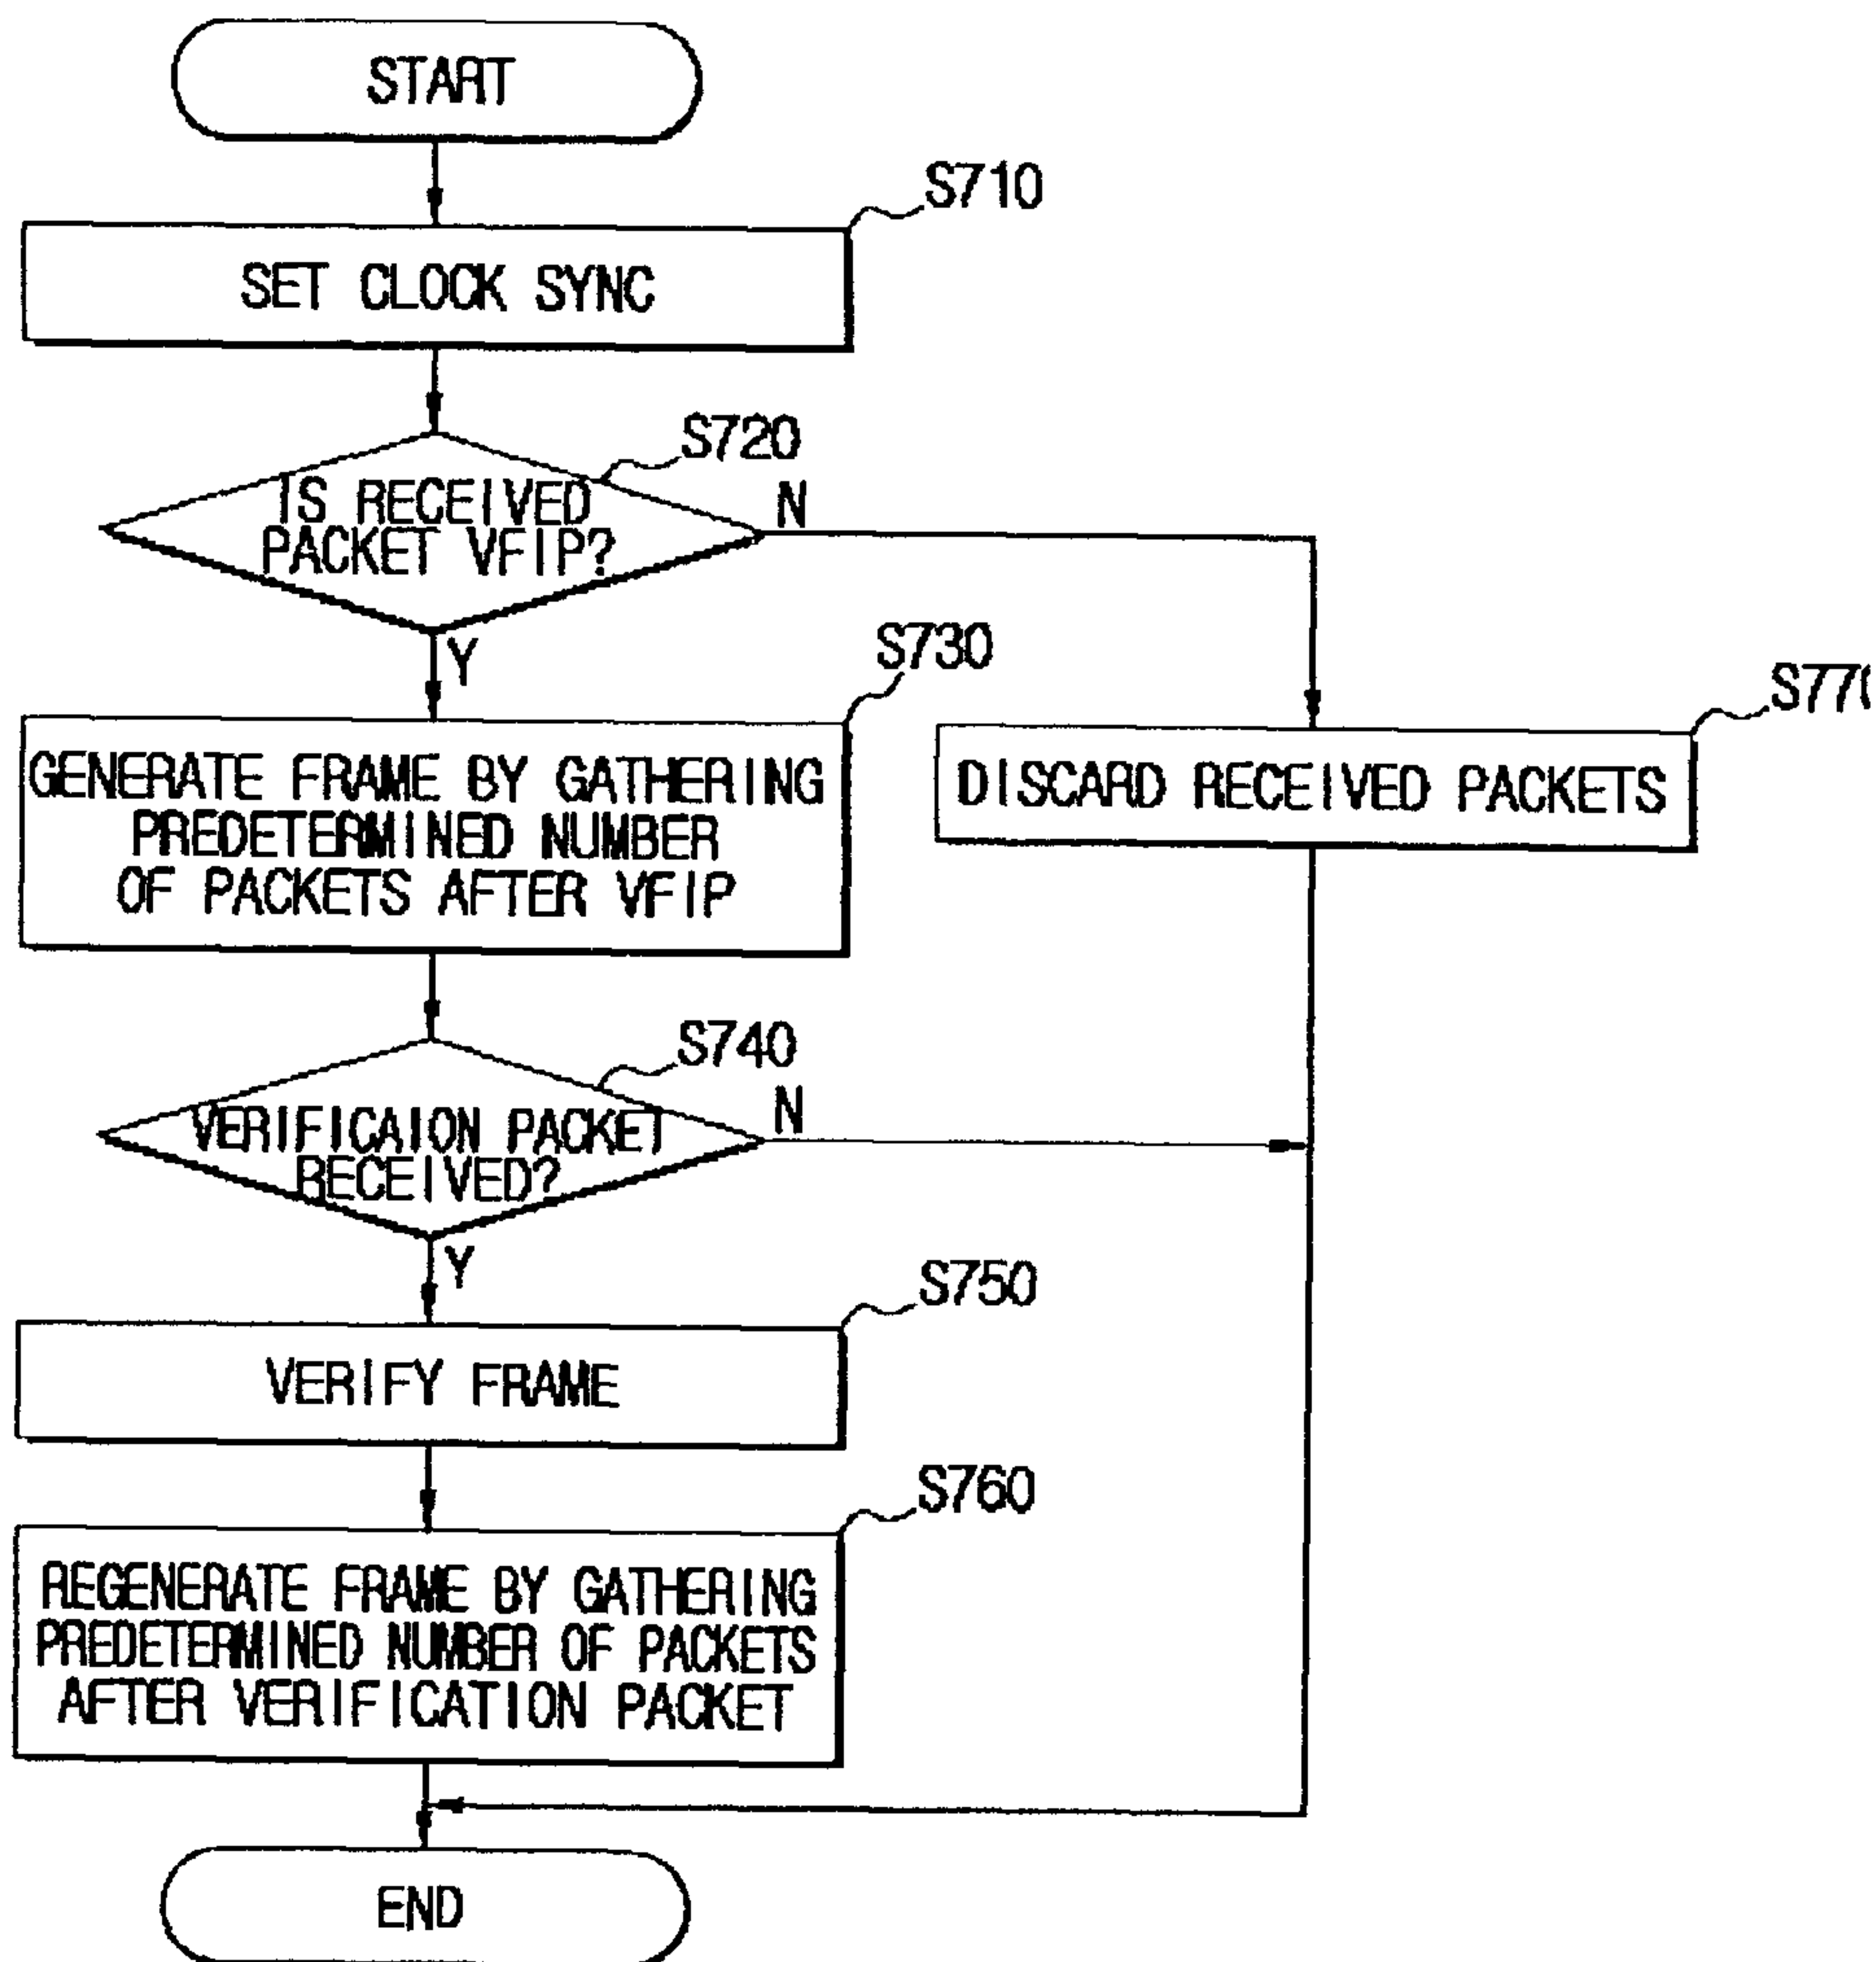 START
S710
SET CLOCK SYNC
S720
IS RECEIVED
PACKET VFIP?
N
Y
S730
GENERATE FRAME BY GATHERING
PREDETERMINED NUMBER
OF PACKETS AFTER VFIP
S770
DISCARD RECEIVED PACKETS
S740
VERIFICAION PACKET
RECEIVED?
N
Y
S750
VERIFY FRAME
S760
REGENERATE FRAME BY GATHERING
PREDETERMINED NUMBER OF PACKETS
AFTER VERIFICATION PACKET
END